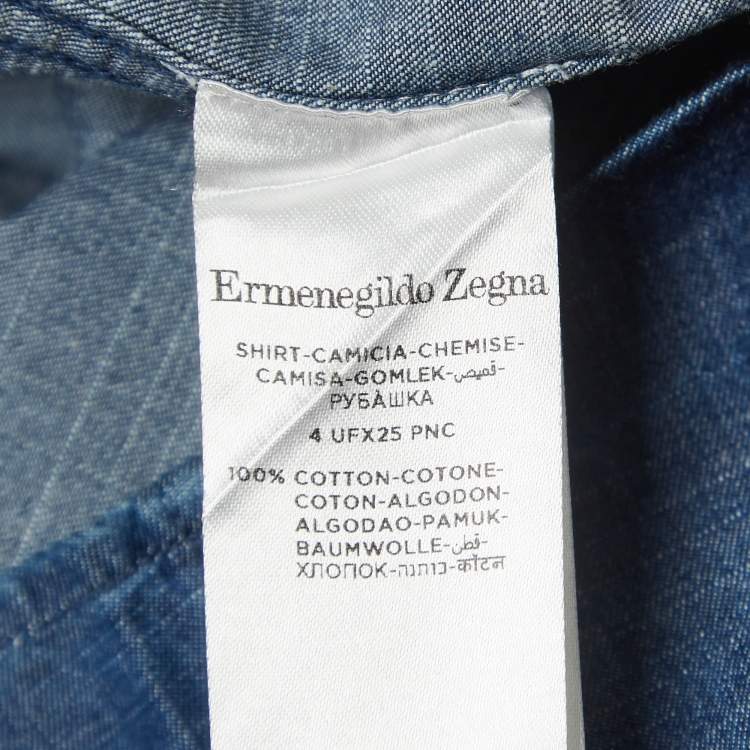 Ermenegildo Zegna
SHIRT-CAMICIA-CHEMISE-
CAMISA-GOMLEK-قميص-
РУБÀШКА
4 UFX25 PNC
100% COTTON-COTONE-
COTON-ALGODON-
ALGODAO-PAMUK-
BAUMWOLLE-قطن-
ХЛОПОК-כותנה-कॉटन